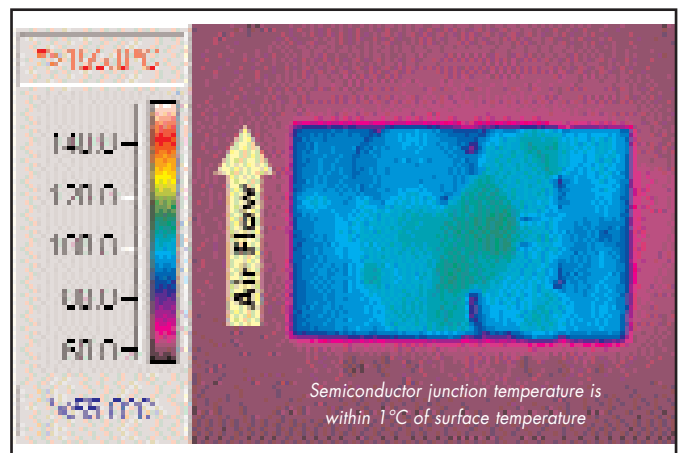 140.0
120.0
100.0
80.0
60.0
Air Flow
Semiconductor junction temperature is
within 1°C of surface temperature